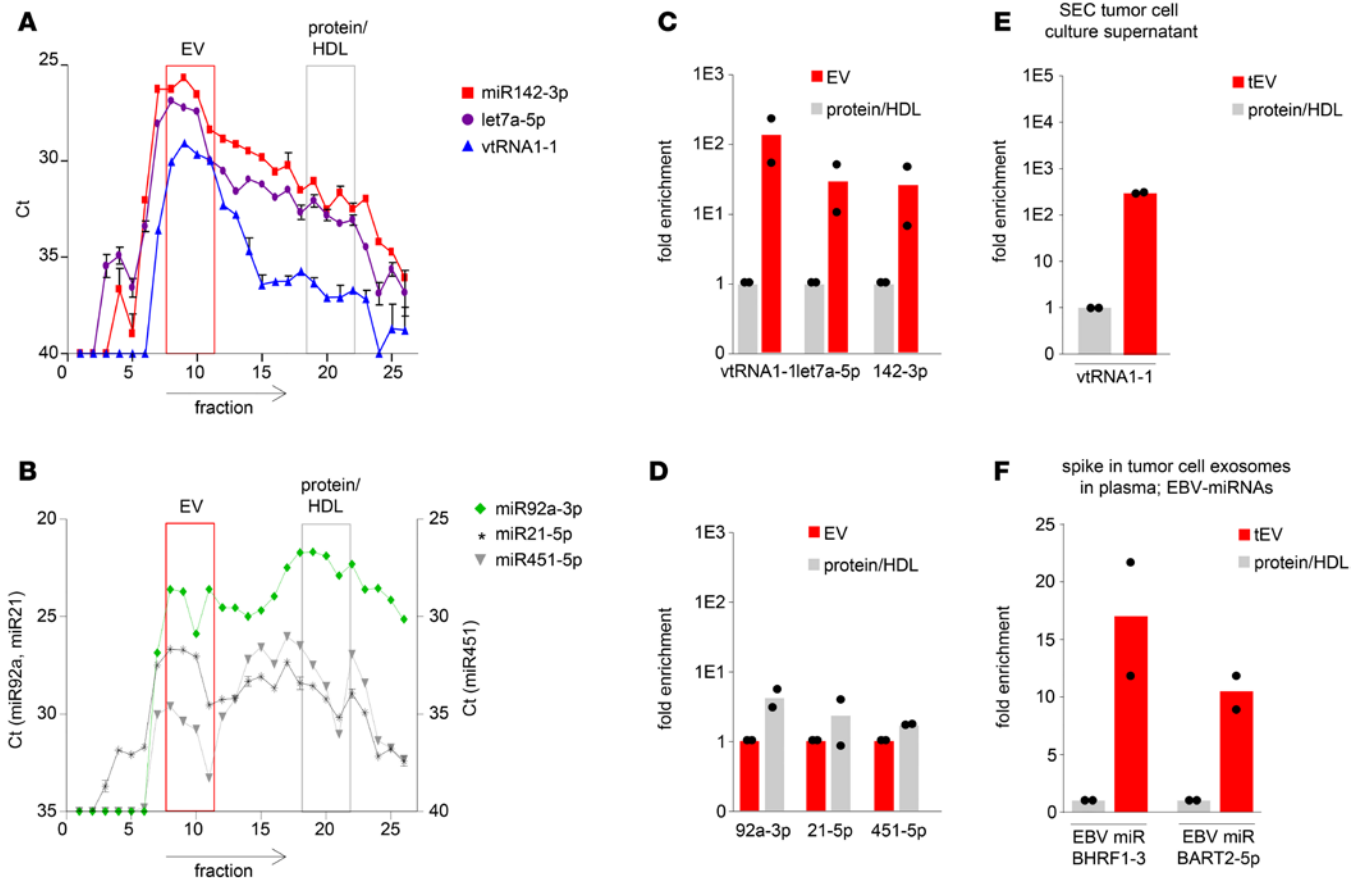 A
EV
protein/
HDL
25
30
35
40
Ct
0
5
10
15
20
25
fraction
miR142-3p
let7a-5p
vtRNA1-1
B
EV
protein/
HDL
20
25
30
35
Ct (miR92a, miR21)
25
30
35
40
Ct (miR451)
0
5
10
15
20
25
fraction
miR92a-3p
miR21-5p
miR451-5p
C
1E3
1E2
1E1
1
0
fold enrichment
EV
protein/HDL
vtRNA1-1let7a-5p 142-3p
D
1E3
1E2
1E1
1
0
fold enrichment
EV
protein/HDL
92a-3p 21-5p 451-5p
E
SEC tumor cell
culture supernatant
1E5
1E4
1E3
1E2
10
1
0
fold enrichment
tEV
protein/HDL
vtRNA1-1
F
spike in tumor cell exosomes
in plasma; EBV-miRNAs
25
20
15
10
5
0
fold enrichment
tEV
protein/HDL
EBV miR
BHRF1-3
EBV miR
BART2-5p